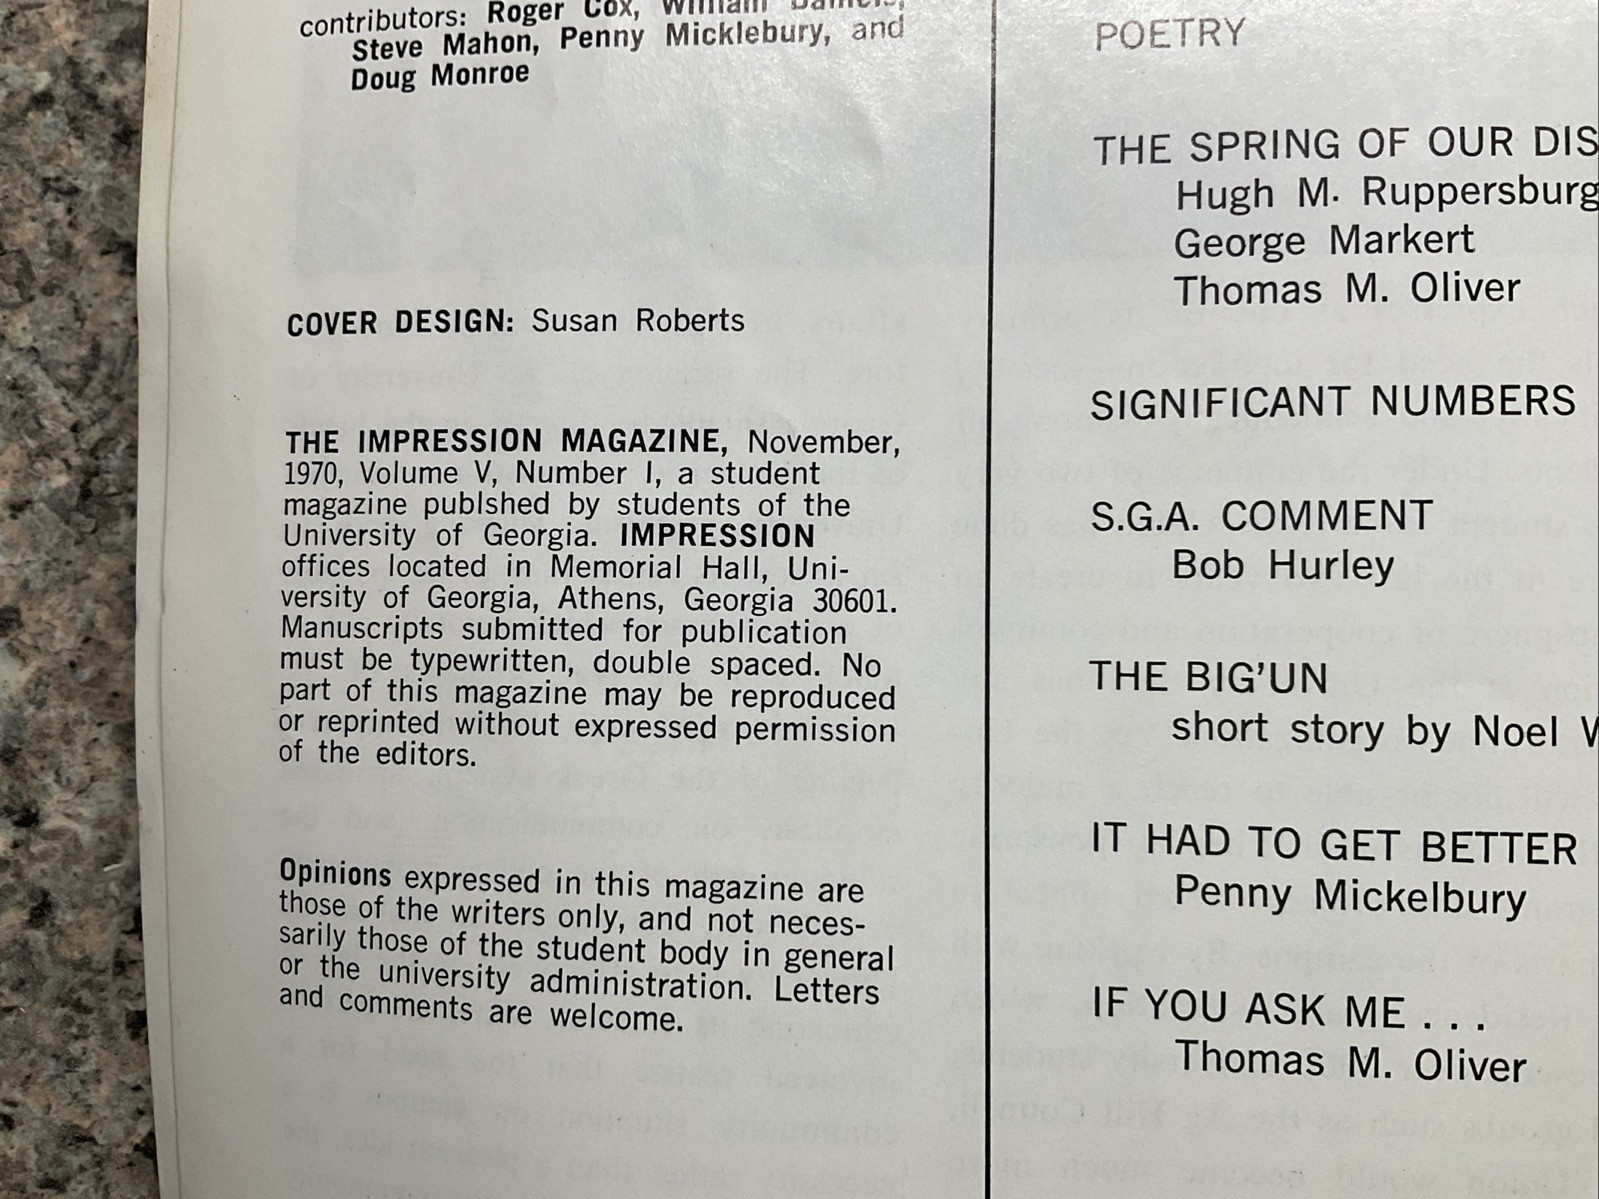 contributors: Roger Cox, William Daniels,
Steve Mahon, Penny Micklebury, and
Doug Monroe
COVER DESIGN: Susan Roberts
THE IMPRESSION MAGAZINE, November,
1970, Volume V, Number I, a student
magazine publshed by students of the
University of Georgia. IMPRESSION
offices located in Memorial Hall, Uni-
versity of Georgia, Athens, Georgia 30601.
Manuscripts submitted for publication
must be typewritten, double spaced. No
part of this magazine may be reproduced
or reprinted without expressed permission
of the editors.
Opinions expressed in this magazine are
those of the writers only, and not neces-
sarily those of the student body in general
or the university administration. Letters
and comments are welcome.
POETRY
THE SPRING OF OUR DIS
Hugh M. Ruppersburg
George Markert
Thomas M. Oliver
SIGNIFICANT NUMBERS
S.G.A. COMMENT
Bob Hurley
THE BIG'UN
short story by Noel W
IT HAD TO GET BETTER
Penny Mickelbury
IF YOU ASK ME . . .
Thomas M. Oliver